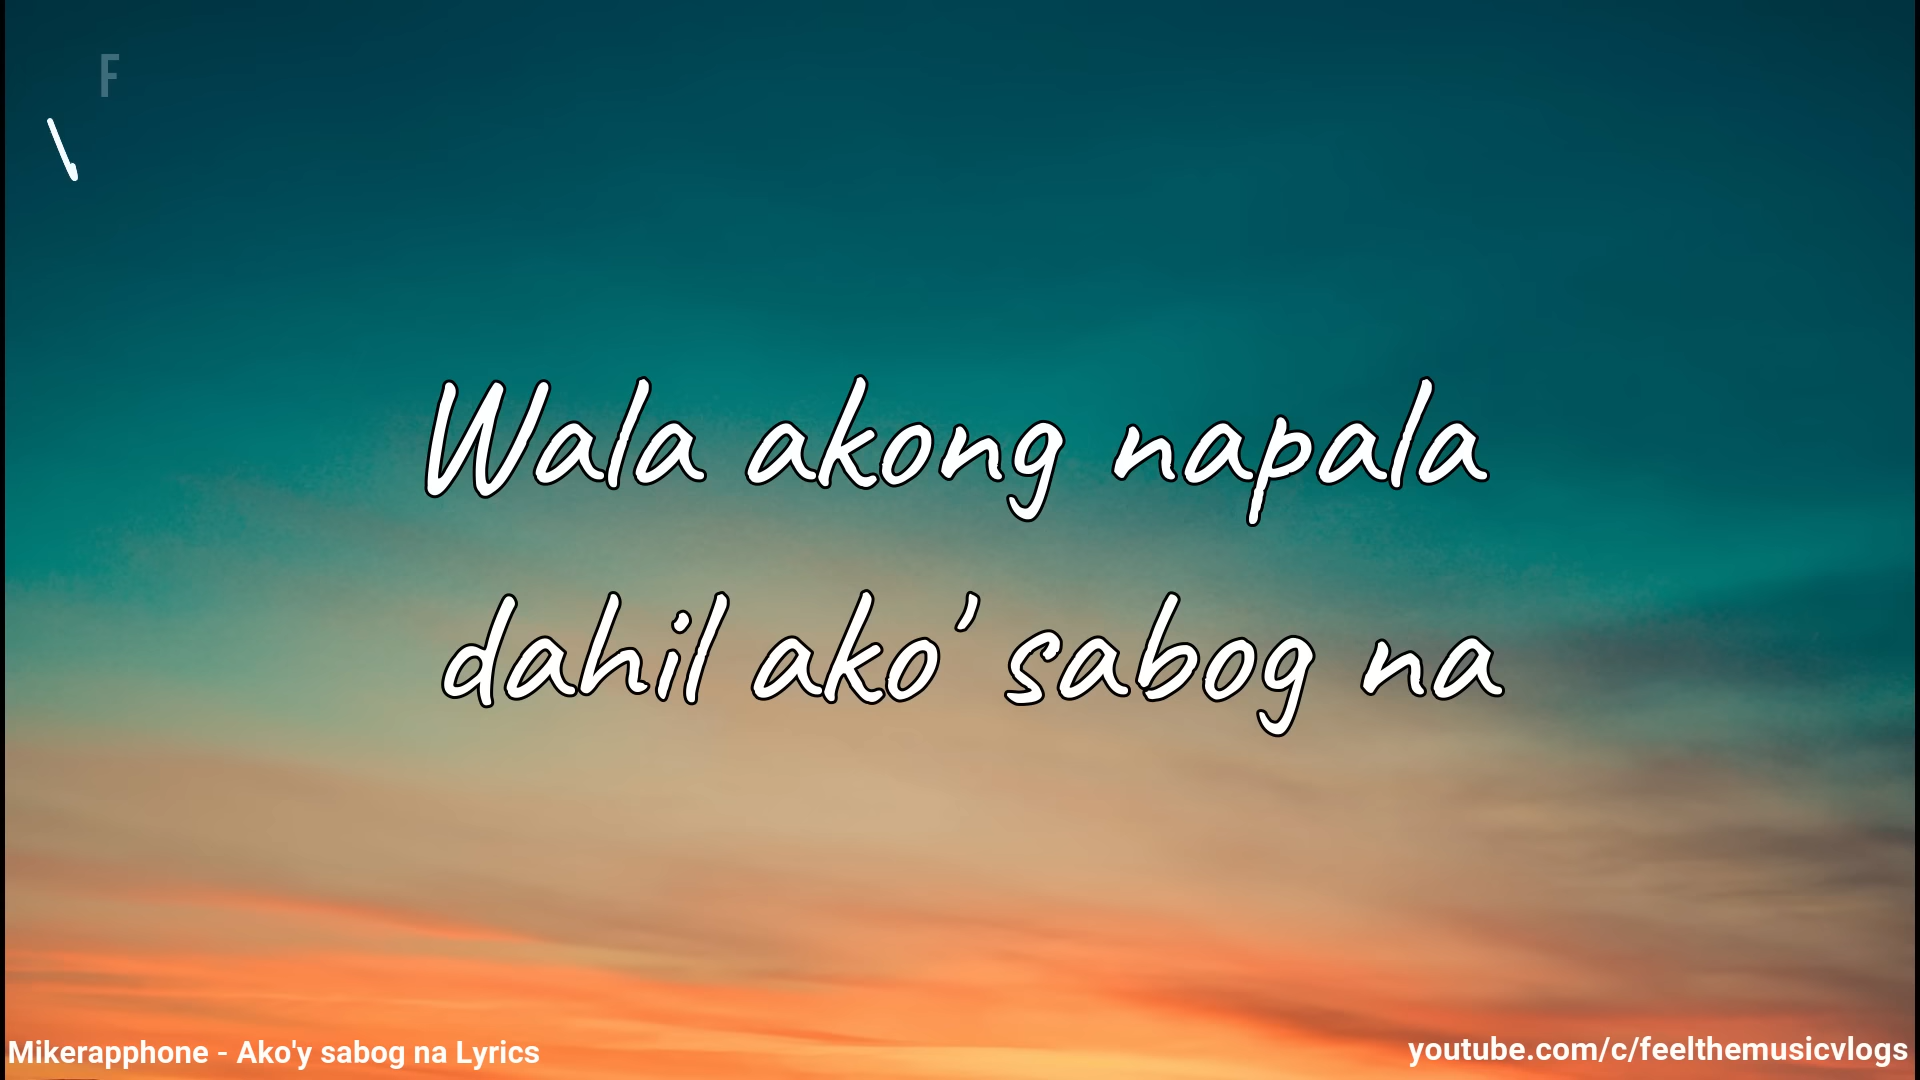 F
Wala akong napala
dahil ako' sabog na
Mikerapphone - Ako'y sabog na Lyrics
youtube.com/c/feelthemusicvlogs